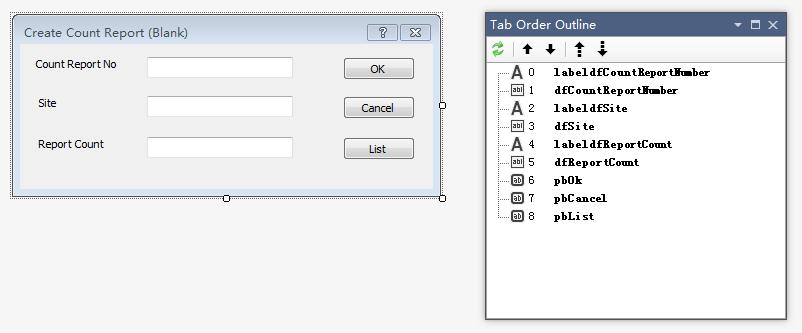 Create Count Report (Blank)
?
Count Report No
OK
Site
Cancel
Report Count
List
Tab Order Outline
A 0 labeldfCountReportNumber
abl 1 dfCountReportNumber
A 2 labeldfSite
abl 3 dfSite
A 4 labeldfReportCount
abl 5 dfReportCount
ab 6 pbOk
ab 7 pbCancel
ab 8 pbList